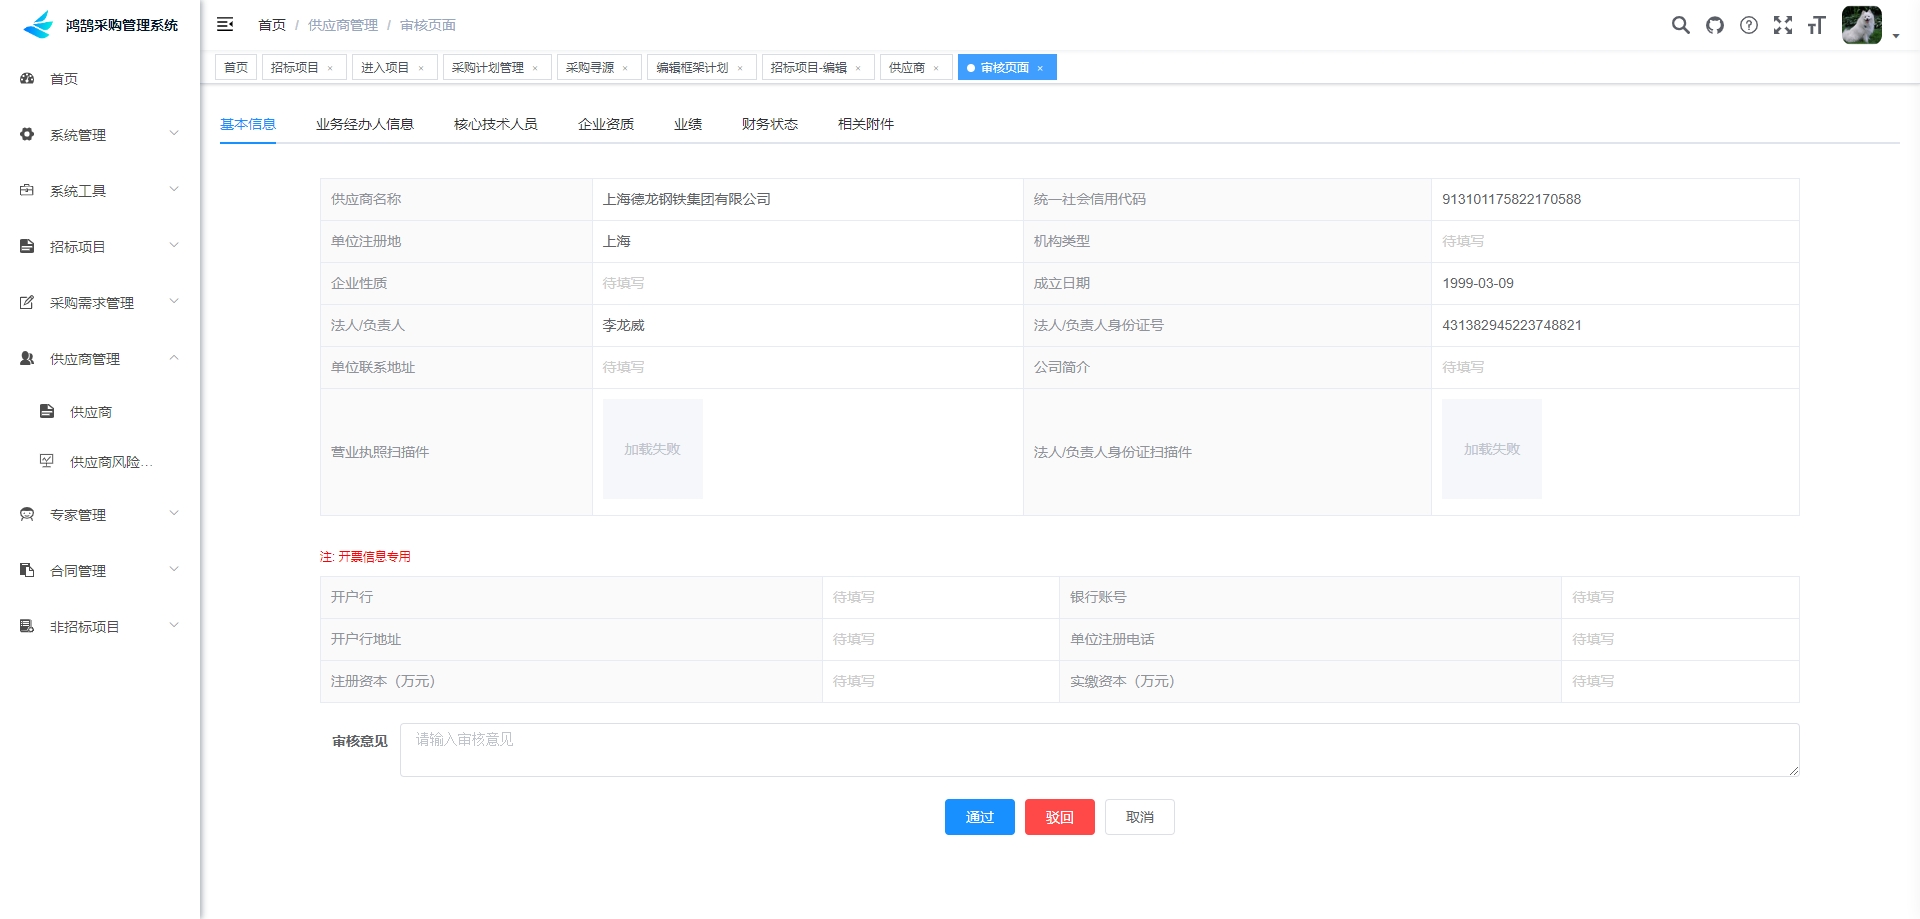 鸿鹄采购管理系统
首页 / 供应商管理 / 审核页面
首页
招标项目 ×
进入项目 ×
采购计划管理 ×
采购寻源 ×
编辑框架计划 ×
招标项目-编辑 ×
供应商 ×
审核页面 ×
首页
系统管理
系统工具
招标项目
采购需求管理
供应商管理
供应商
供应商风险...
专家管理
合同管理
非招标项目
基本信息 业务经办人信息 核心技术人员 企业资质 业绩 财务状态 相关附件
供应商名称 上海德龙钢铁集团有限公司 统一社会信用代码 913101175822170588
单位注册地 上海 机构类型 待填写
企业性质 待填写 成立日期 1999-03-09
法人/负责人 李龙威 法人/负责人身份证号 431382945223748821
单位联系地址 待填写 公司简介 待填写
营业执照扫描件 加载失败 法人/负责人身份证扫描件 加载失败
注: 开票信息专用
开户行 待填写 银行账号 待填写
开户行地址 待填写 单位注册电话 待填写
注册资本（万元） 待填写 实缴资本（万元） 待填写
审核意见 请输入审核意见
通过 驳回 取消